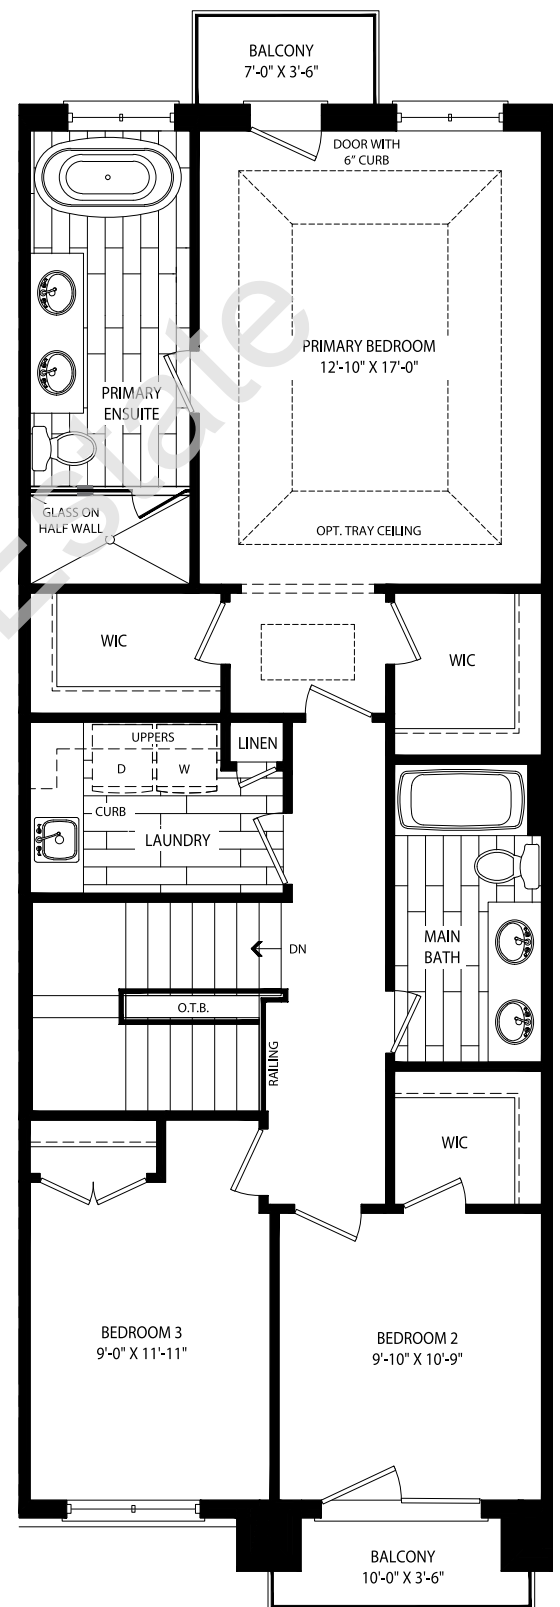 BALCONY
7'-0" X 3'-6"
DOOR WITH
6" CURB
PRIMARY BEDROOM
12'-10" X 17'-0"
PRIMARY
ENSUITE
GLASS ON
HALF WALL
OPT. TRAY CEILING
Estate
WIC
WIC
UPPERS
LINEN
D
W
CURB
LAUNDRY
MAIN
BATH
DN
O.T.B.
RAILING
WIC
BEDROOM 3
9'-0" X 11'-11"
BEDROOM 2
9'-10" X 10'-9"
BALCONY
10'-0" X 3'-6"